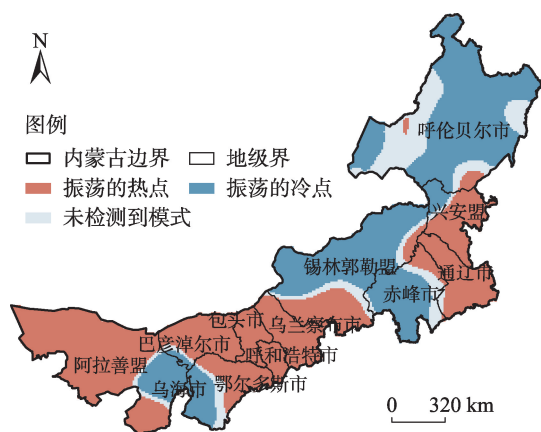 N
图例
内蒙古边界 地级界
振荡的热点 振荡的冷点
未检测到模式
呼伦贝尔市
兴安盟
锡林郭勒盟
通辽市
赤峰市
包头市
乌兰察布市
巴彦淖尔市
呼和浩特市
阿拉善盟
乌海市
鄂尔多斯市
0 320 km